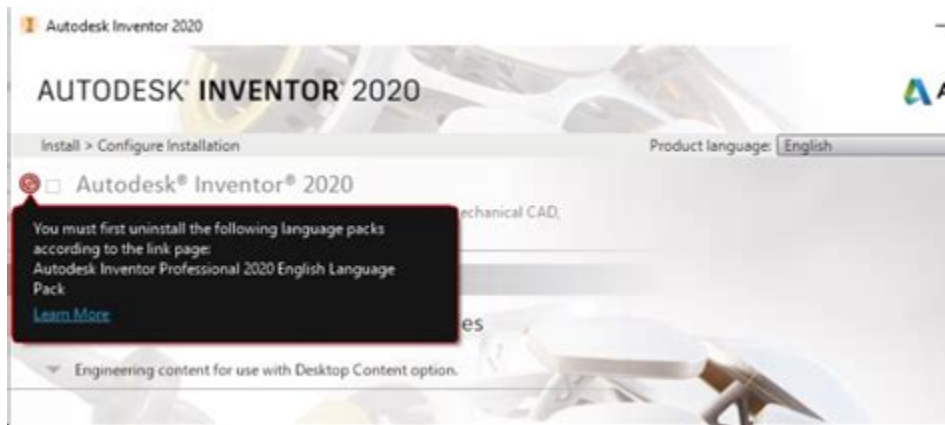 Autodesk Inventor 2020
AUTODESK® INVENTOR® 2020
Install > Configure Installation
Product language: English
Autodesk® Inventor® 2020
echanical CAD,
You must first uninstall the following language packs
according to the link page:
Autodesk Inventor Professional 2020 English Language
Pack
Learn More
es
Engineering content for use with Desktop Content option.